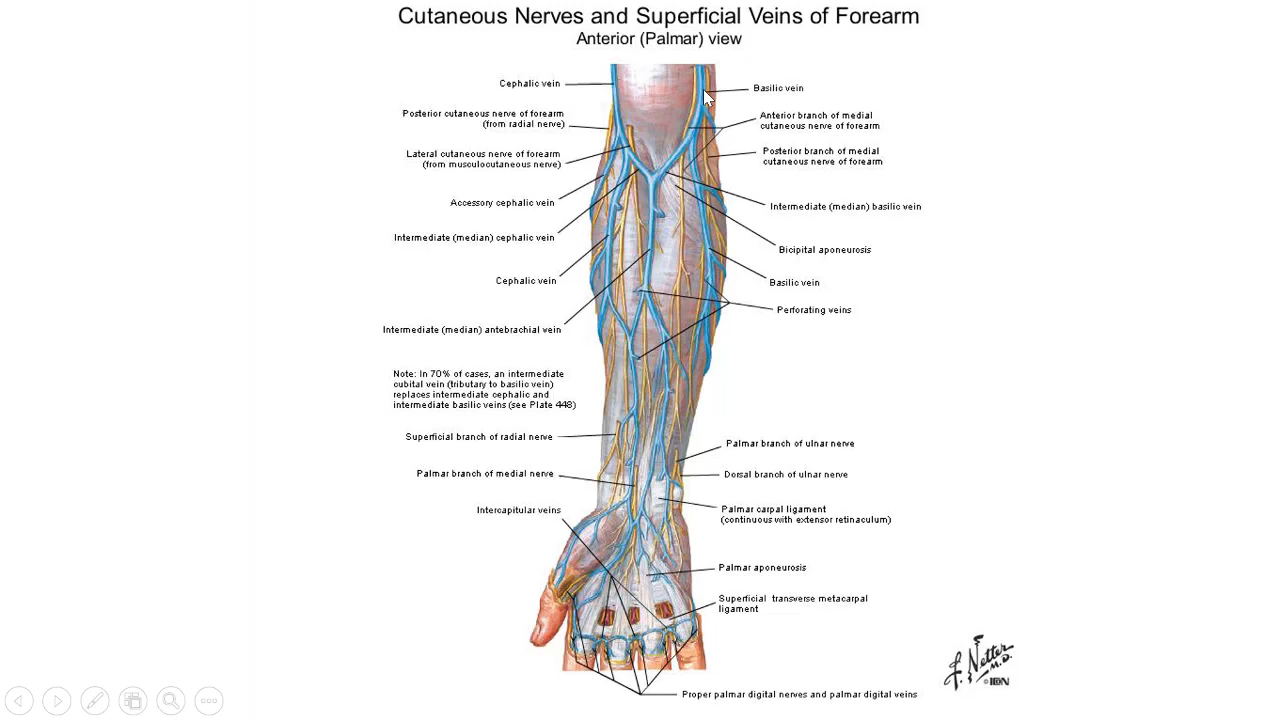 Cutaneous Nerves and Superficial Veins of Forearm
Anterior (Palmar) view
Cephalic vein
Posterior cutaneous nerve of forearm
(from radial nerve)
Lateral cutaneous nerve of forearm
(from musculocutaneous nerve)
Accessory cephalic vein
Intermediate (median) cephalic vein
Cephalic vein
Intermediate (median) antebrachial vein
Note: In 70% of cases, an intermediate
cubital vein (tributary to basilic vein)
replaces intermediate cephalic and
intermediate basilic veins (see Plate 448)
Superficial branch of radial nerve
Palmar branch of medial nerve
Intercapitular veins
Basilic vein
Anterior branch of medial
cutaneous nerve of forearm
Posterior branch of medial
cutaneous nerve of forearm
Intermediate (median) basilic vein
Bicipital aponeurosis
Basilic vein
Perforating veins
Palmar branch of ulnar nerve
Dorsal branch of ulnar nerve
Palmar carpal ligament
(continuous with extensor retinaculum)
Palmar aponeurosis
Superficial transverse metacarpal
ligament
Proper palmar digital nerves and palmar digital veins
F. Netter
M.D.
©